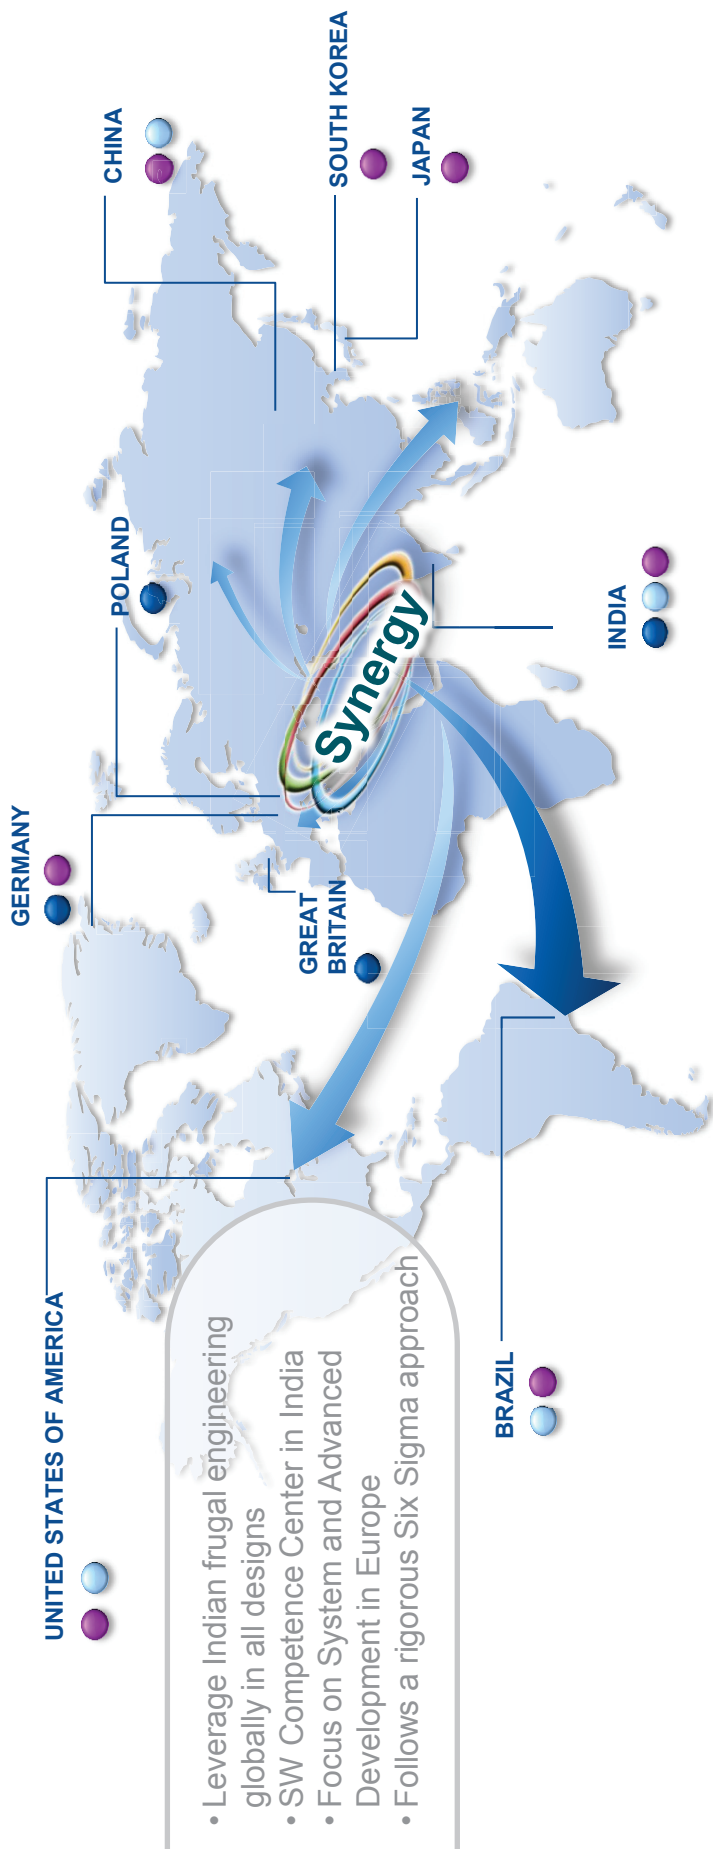 UNITED STATES OF AMERICA
GERMANY
POLAND
CHINA
SOUTH KOREA
JAPAN
GREAT
BRITAIN
Synergy
INDIA
BRAZIL
• Leverage Indian frugal engineering
globally in all designs
• SW Competence Center in India
• Focus on System and Advanced
Development in Europe
• Follows a rigorous Six Sigma approach